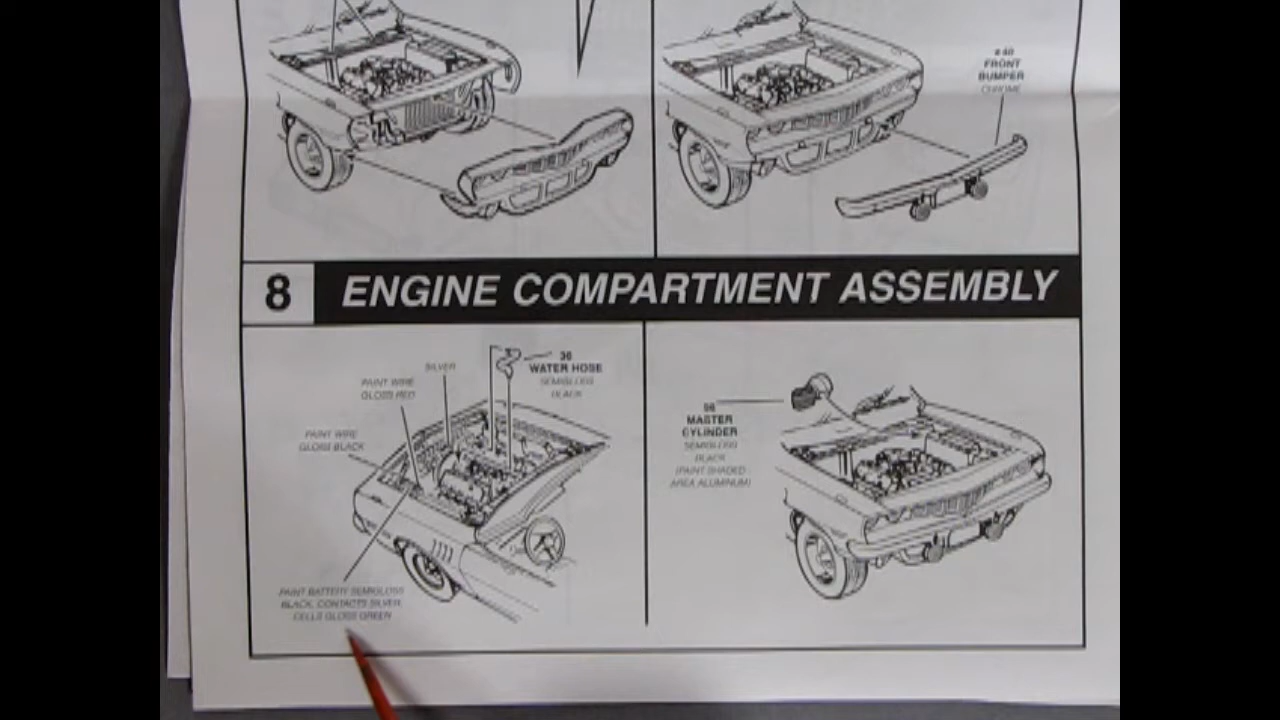 #40
FRONT
BUMPER
CHROME
8 ENGINE COMPARTMENT ASSEMBLY
36
WATER HOSE
SEMIGLOSS
BLACK
SILVER
PAINT WIRE
GLOSS RED
PAINT WIRE
GLOSS BLACK
PAINT BATTERY SEMIGLOSS
BLACK, CONTACTS SILVER,
CELLS GLOSS GREEN
MASTER
CYLINDER
SEMIGLOSS
BLACK
(PAINT SHADED
AREA ALUMINUM)